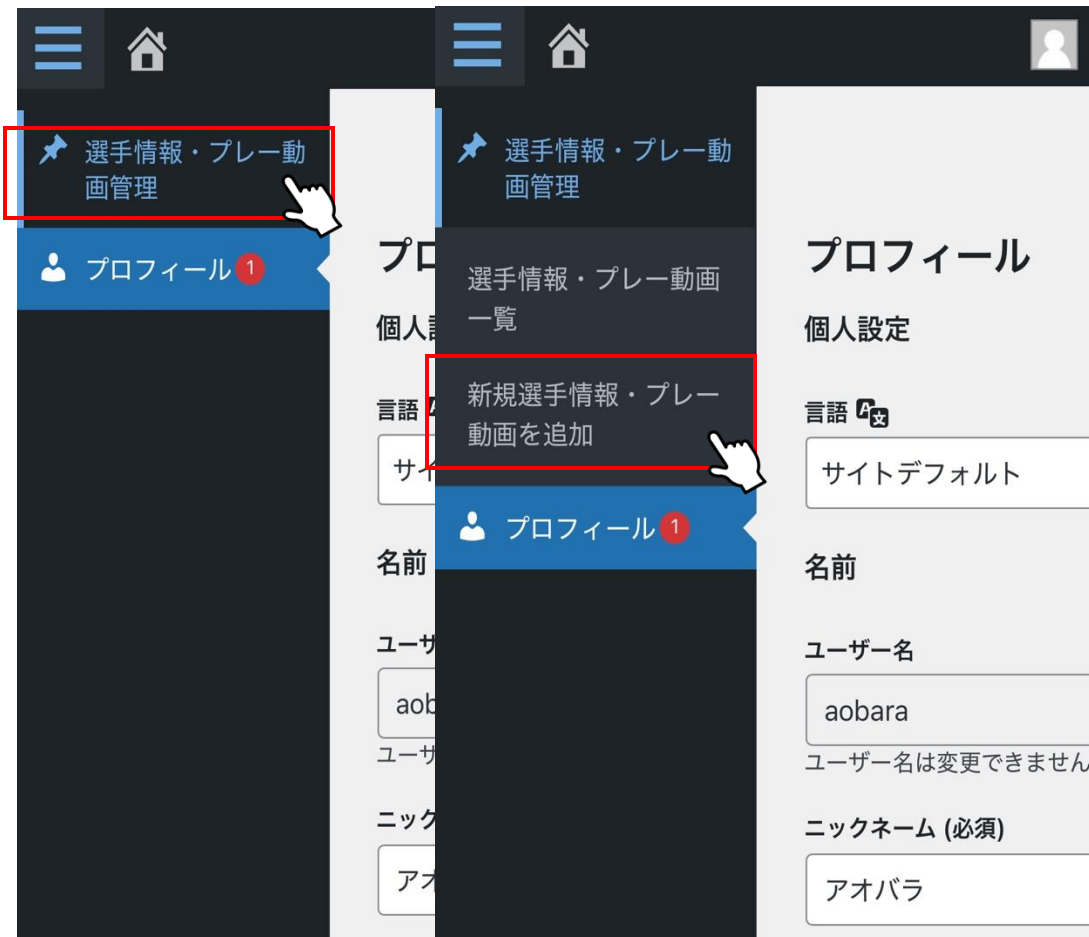 選手情報・プレー動
画管理
プロフィール 1
プロ
個人
言語
サイ
名前
ユーザ
aob
ユーザ
ニック
アオ
選手情報・プレー動
画管理
選手情報・プレー動画
一覧
新規選手情報・プレー
動画を追加
プロフィール 1
プロフィール
個人設定
言語
サイトデフォルト
名前
ユーザー名
aobara
ユーザー名は変更できません
ニックネーム (必須)
アオバラ